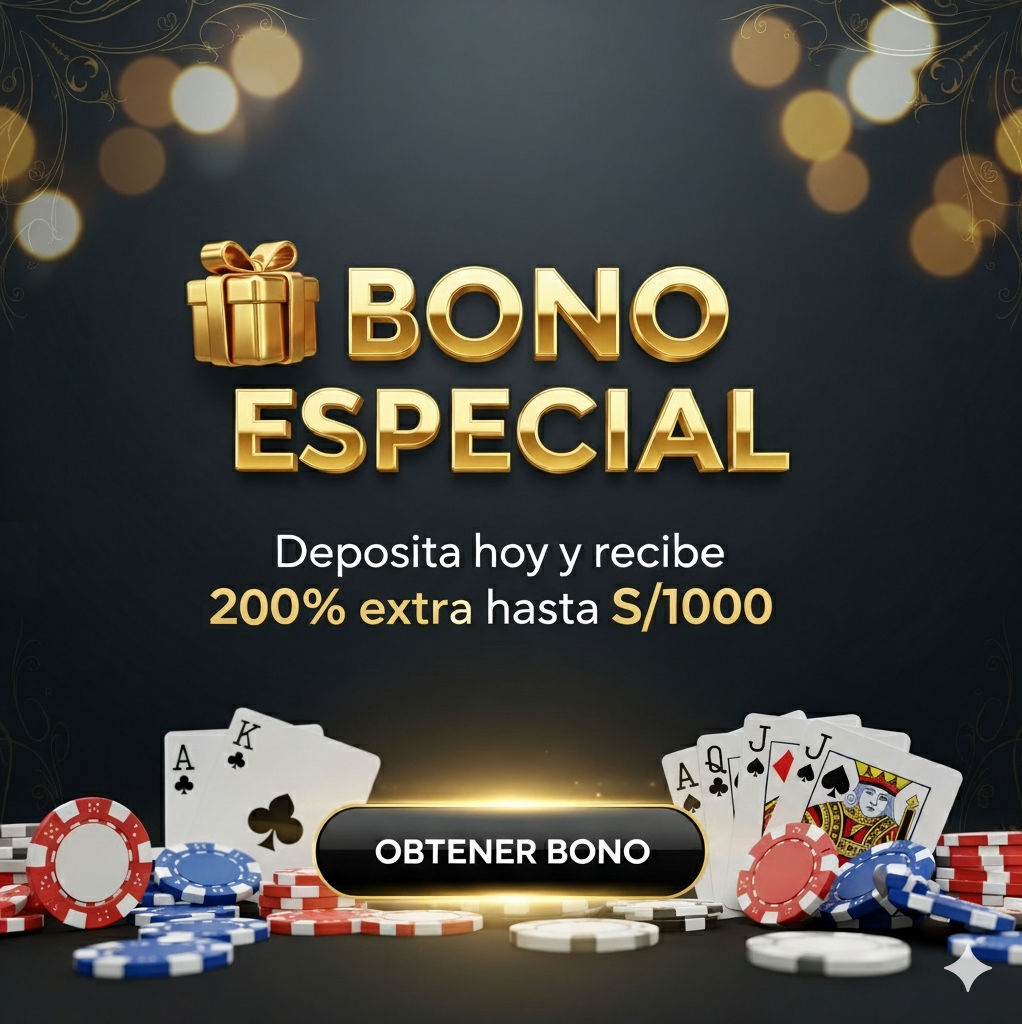 BONO
ESPECIAL
Deposita hoy y recibe
200% extra hasta S/1000
A
K
A
Q
J
J
OBTENER BONO